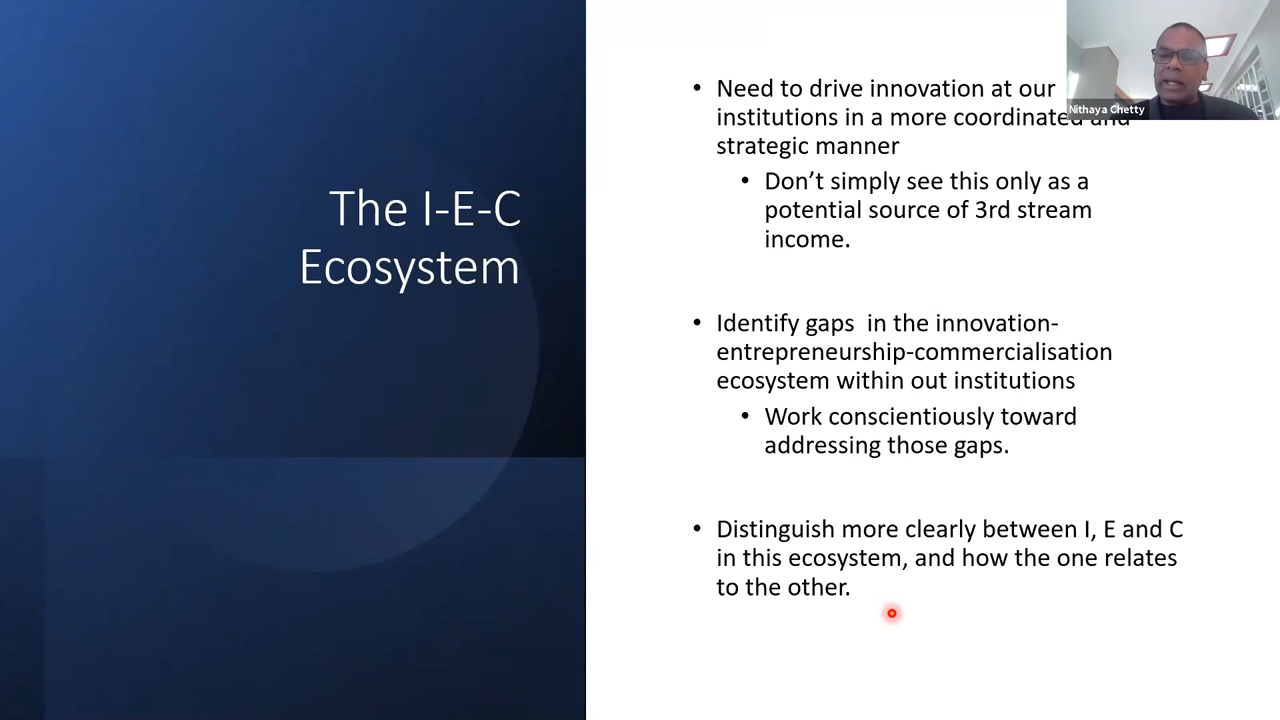 The I-E-C
Ecosystem
• Need to drive innovation at our
institutions in a more coordinated and
strategic manner
• Don’t simply see this only as a
potential source of 3rd stream
income.
• Identify gaps in the innovation-
entrepreneurship-commercialisation
ecosystem within out institutions
• Work conscientiously toward
addressing those gaps.
• Distinguish more clearly between I, E and C
in this ecosystem, and how the one relates
to the other.
Nithaya Chetty